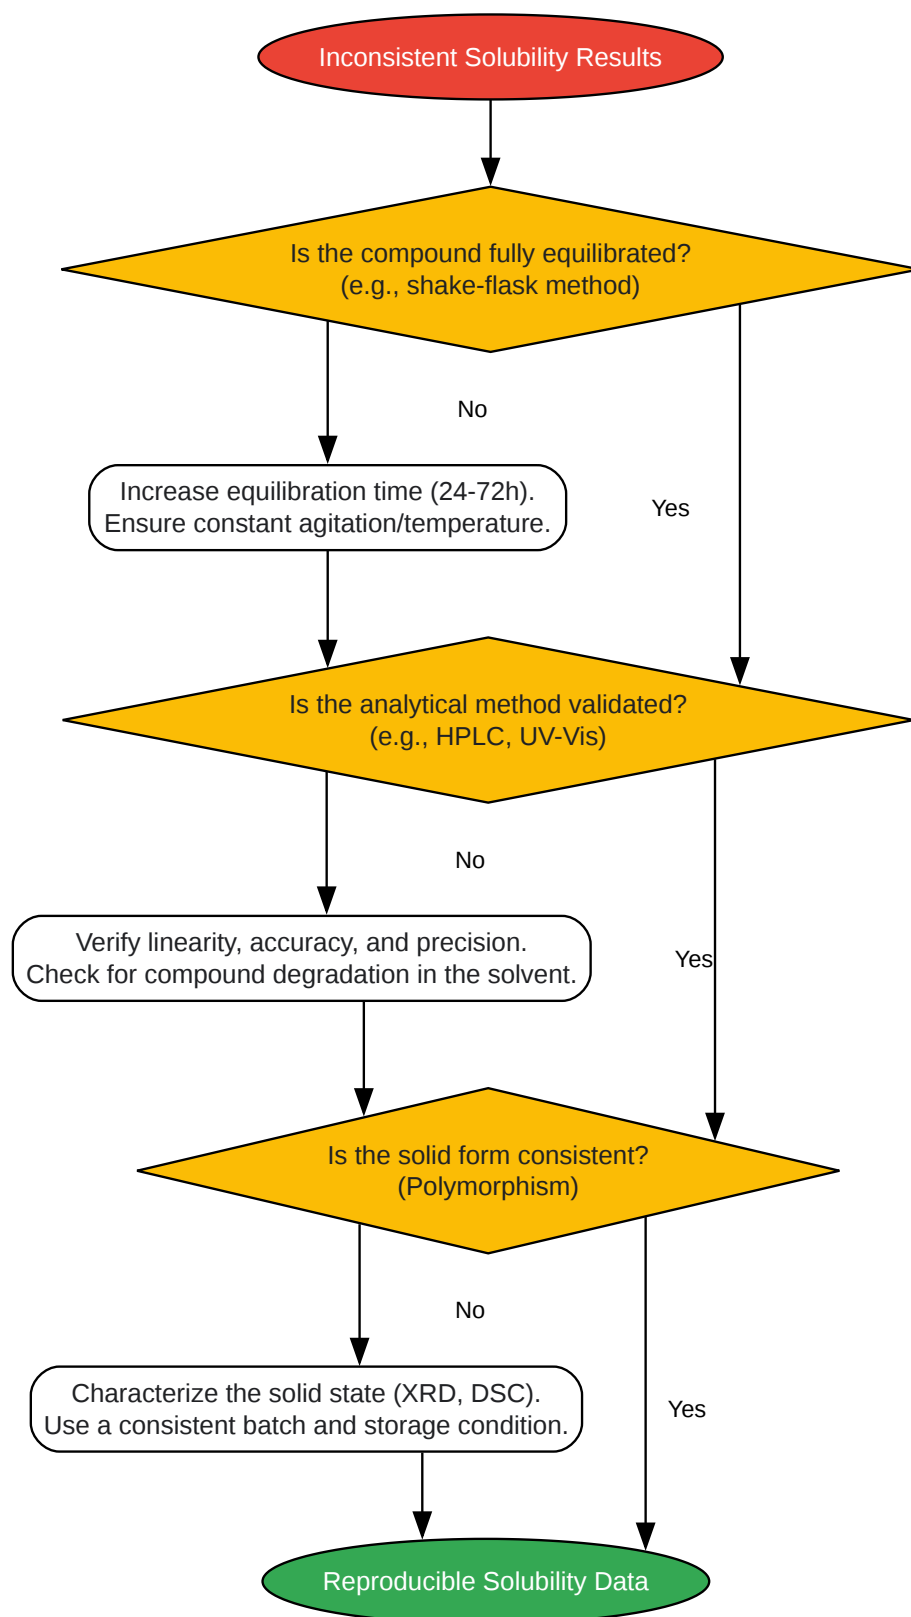 Inconsistent Solubility Results
Is the compound fully equilibrated?
(e.g., shake-flask method)
No
Yes
Increase equilibration time (24-72h).
Ensure constant agitation/temperature.
Is the analytical method validated?
(e.g., HPLC, UV-Vis)
No
Yes
Verify linearity, accuracy, and precision.
Check for compound degradation in the solvent.
Is the solid form consistent?
(Polymorphism)
No
Yes
Characterize the solid state (XRD, DSC).
Use a consistent batch and storage condition.
Reproducible Solubility Data